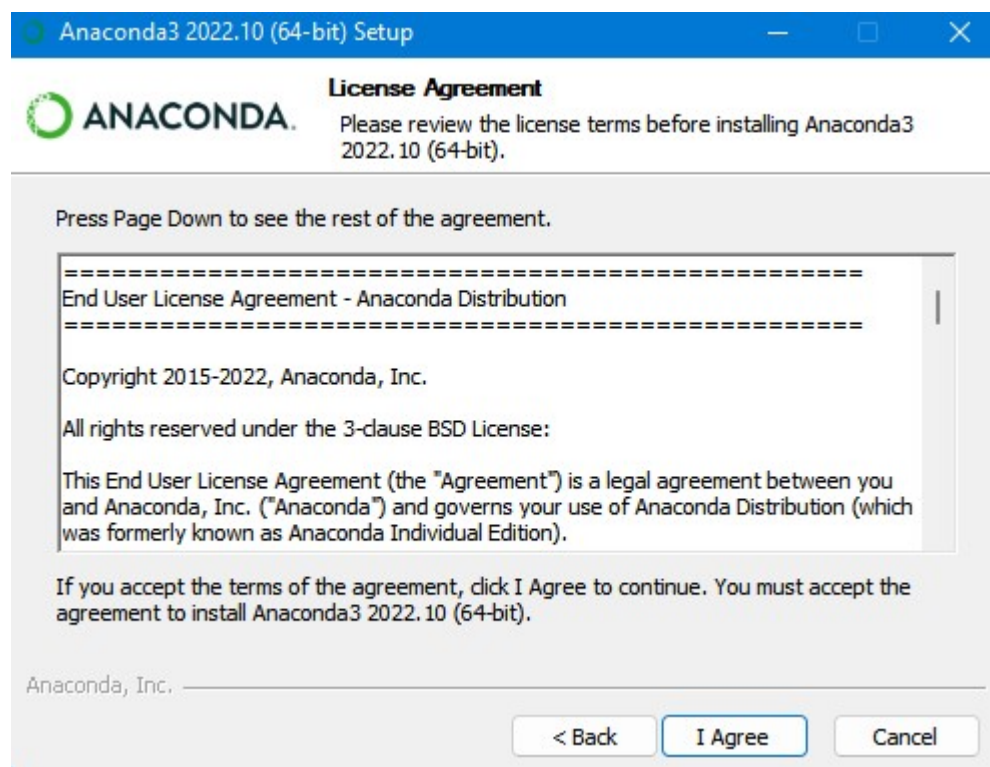 Anaconda3 2022.10 (64-bit) Setup
ANACONDA.
License Agreement
Please review the license terms before installing Anaconda3
2022.10 (64-bit).
Press Page Down to see the rest of the agreement.
==================================================
End User License Agreement - Anaconda Distribution
==================================================
Copyright 2015-2022, Anaconda, Inc.
All rights reserved under the 3-clause BSD License:
This End User License Agreement (the "Agreement") is a legal agreement between you
and Anaconda, Inc. ("Anaconda") and governs your use of Anaconda Distribution (which
was formerly known as Anaconda Individual Edition).
If you accept the terms of the agreement, click I Agree to continue. You must accept the
agreement to install Anaconda3 2022.10 (64-bit).
Anaconda, Inc.
< Back I Agree Cancel